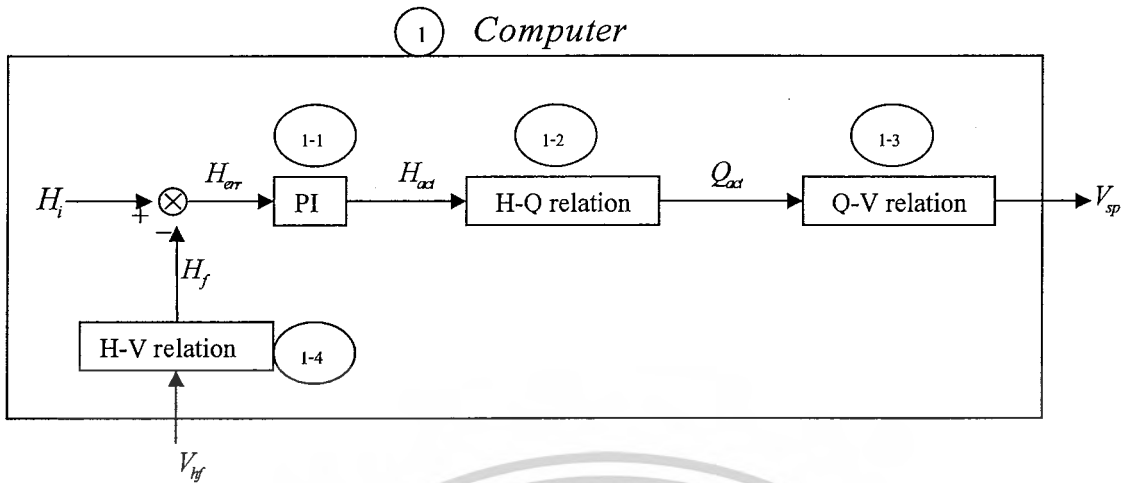 1 Computer
1-1
1-2
1-3
H_i
+
−
H_err
PI
H_act
H-Q relation
Q_act
Q-V relation
V_sp
H_f
H-V relation
1-4
V_hf